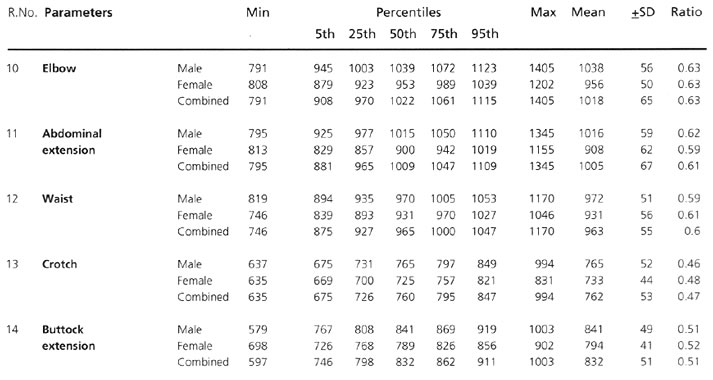 R.No. Parameters Min Percentiles Max Mean ±SD Ratio
5th 25th 50th 75th 95th
10 Elbow Male 791 945 1003 1039 1072 1123 1405 1038 56 0.63
Female 808 879 923 953 989 1039 1202 956 50 0.63
Combined 791 908 970 1022 1061 1115 1405 1018 65 0.63
11 Abdominal Male 795 925 977 1015 1050 1110 1345 1016 59 0.62
extension Female 813 829 857 900 942 1019 1155 908 62 0.59
Combined 795 881 965 1009 1047 1109 1345 1005 67 0.61
12 Waist Male 819 894 935 970 1005 1053 1170 972 51 0.59
Female 746 839 893 931 970 1027 1046 931 56 0.61
Combined 746 875 927 965 1000 1047 1170 963 55 0.6
13 Crotch Male 637 675 731 765 797 849 994 765 52 0.46
Female 635 669 700 725 757 821 831 733 44 0.48
Combined 635 675 726 760 795 847 994 762 53 0.47
14 Buttock Male 579 767 808 841 869 919 1003 841 49 0.51
extension Female 698 726 768 789 826 856 902 794 41 0.52
Combined 597 746 798 832 862 911 1003 832 51 0.51